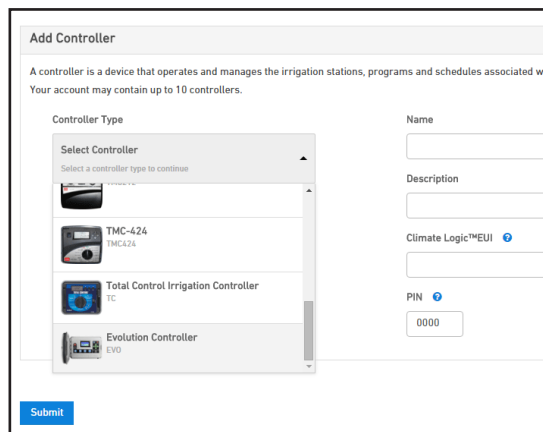 Add Controller
A controller is a device that operates and manages the irrigation stations, programs and schedules associated w
Your account may contain up to 10 controllers.
Controller Type
Name
Select Controller
Select a controller type to continue
Description
TMC-424
TMC424
Climate Logic™EUI
Total Control Irrigation Controller
TC
PIN
0000
Evolution Controller
EVO
Submit